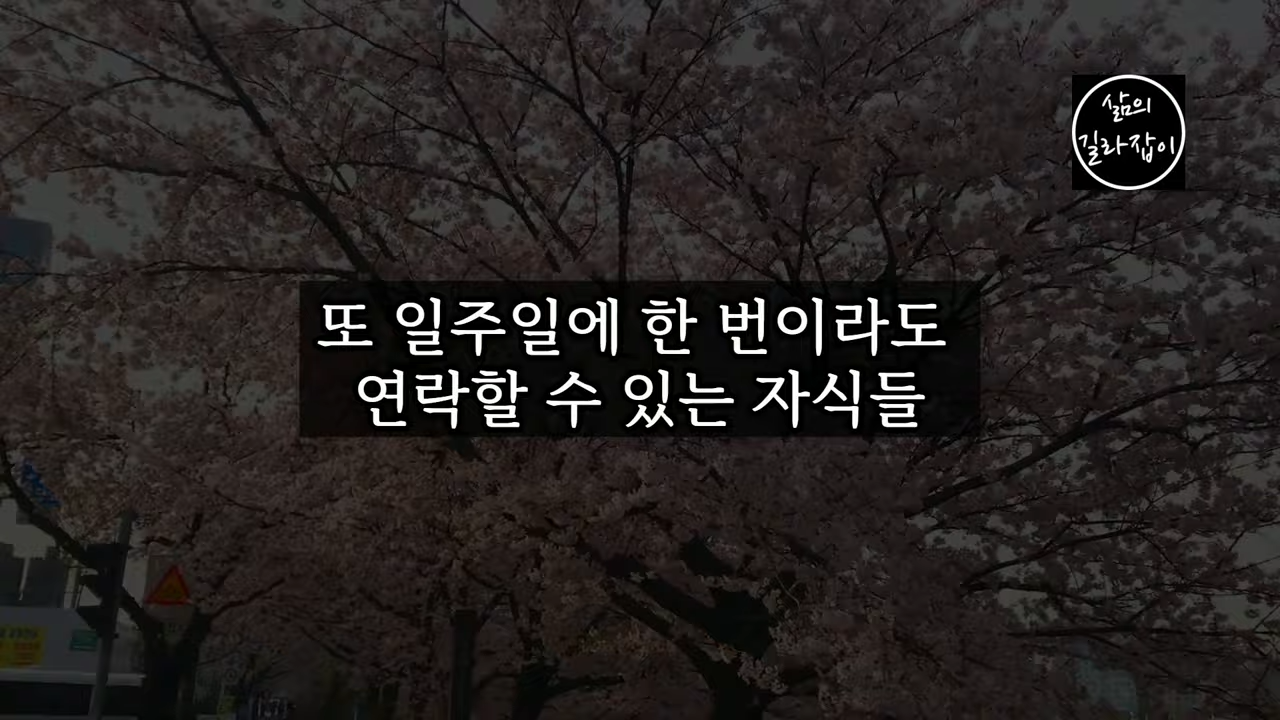 삶의
길라잡이
또 일주일에 한 번이라도
연락할 수 있는 자식들